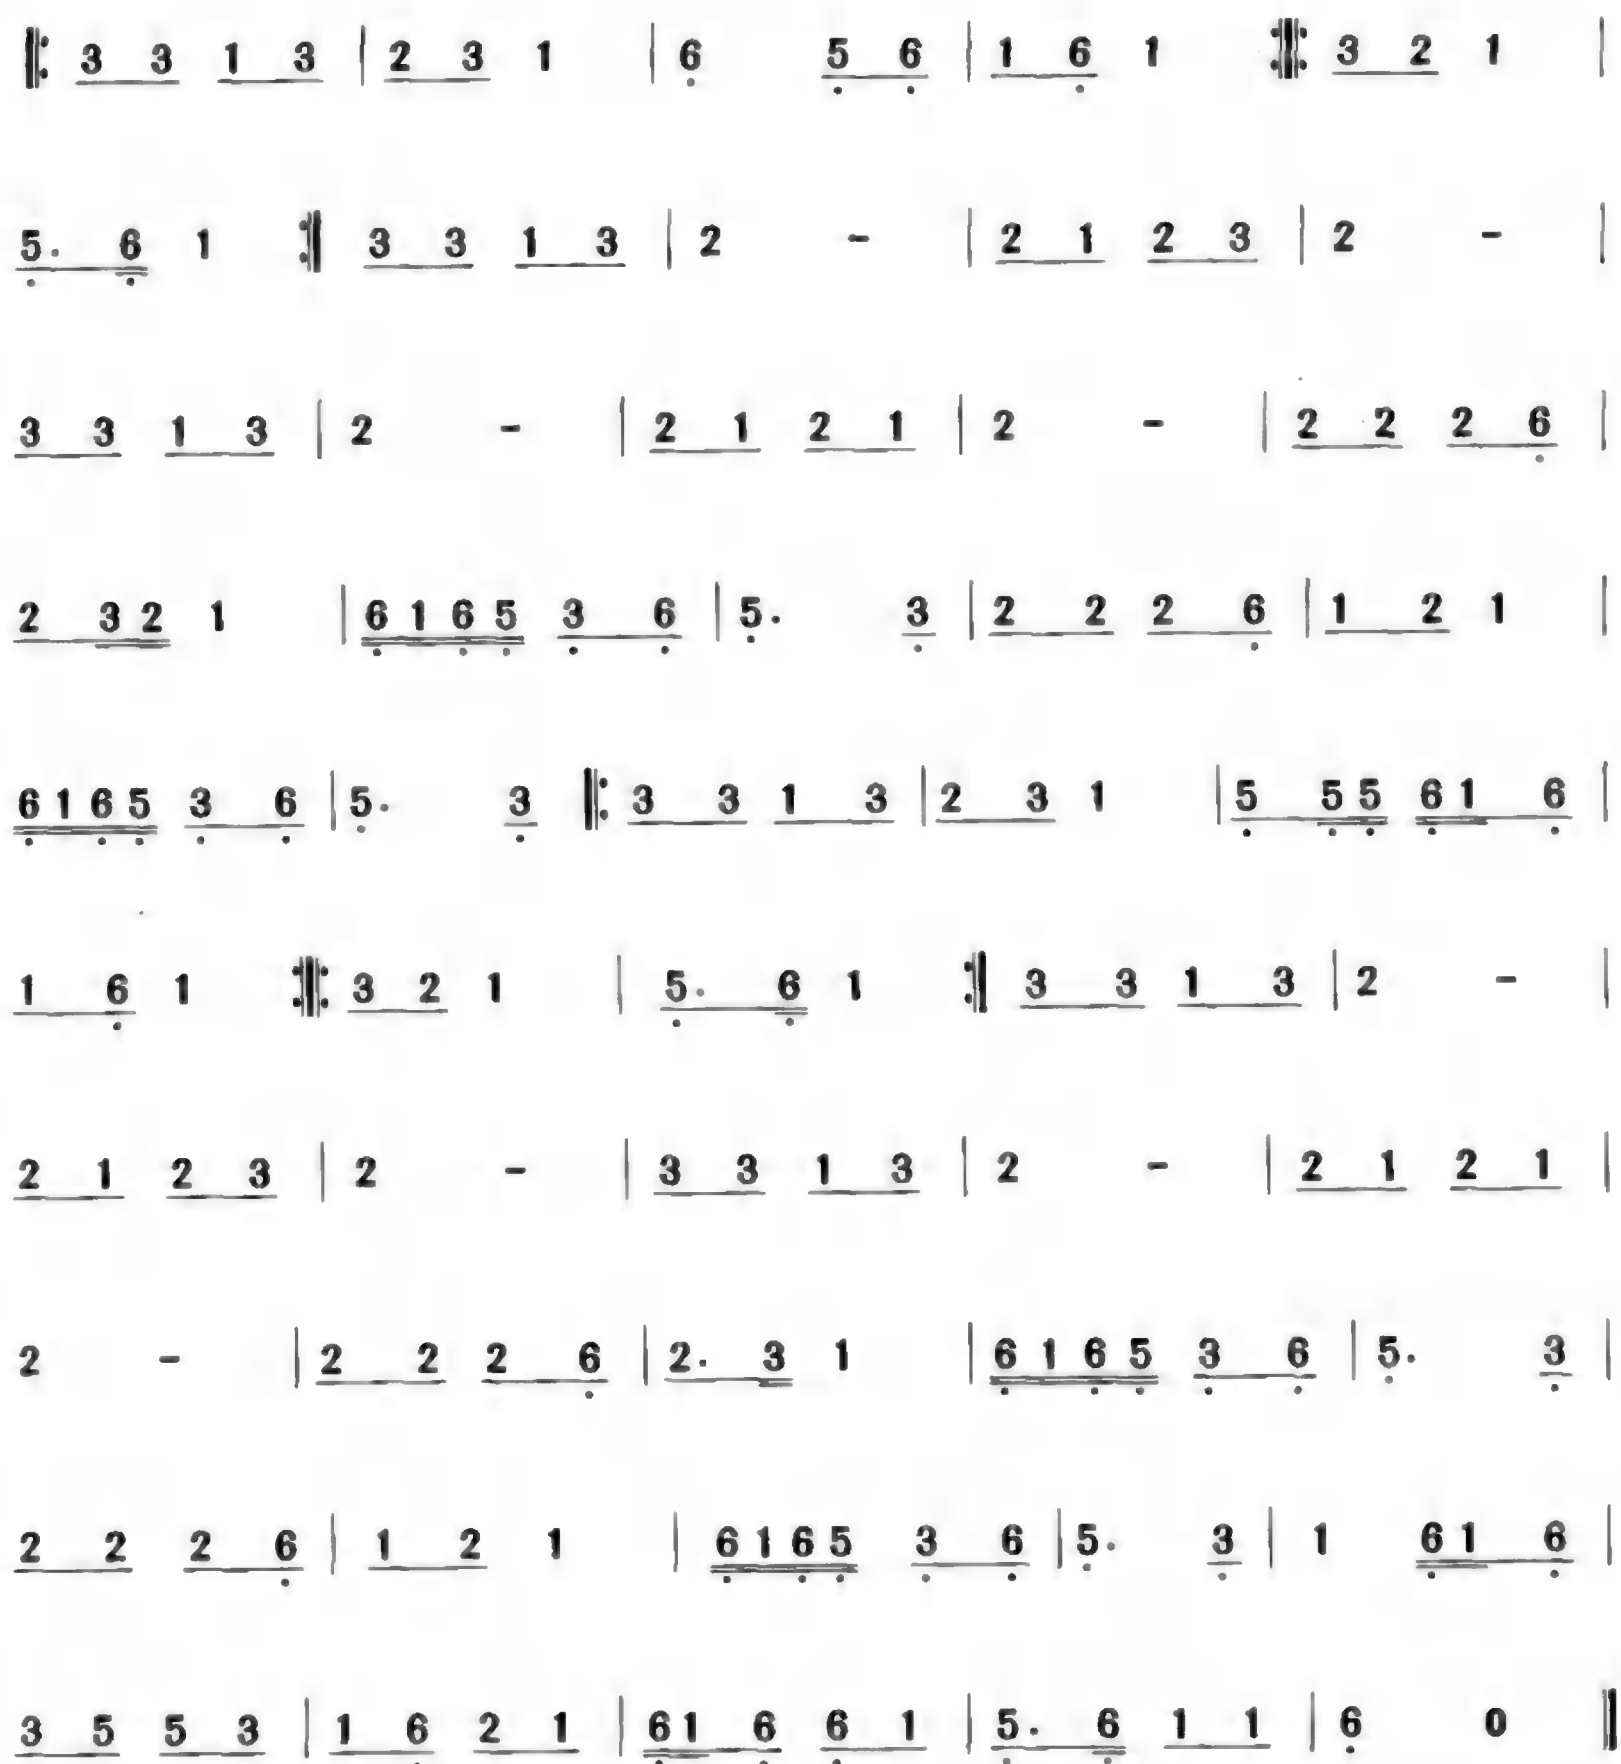 ‖: 3 3 1 3 | 2 3 1 | 6̣ 5̣ 6̣ | 1 6̣ 1 :‖: 3 2 1 |
5̣. 6̣ 1 :‖ 3 3 1 3 | 2 - | 2 1 2 3 | 2 - |
3 3 1 3 | 2 - | 2 1 2 1 | 2 - | 2 2 2 6̣ |
2 3 2 1 | 6̣ 1 6̣ 5̣ 3̣ 6̣ | 5̣. 3̣ | 2 2 2 6̣ | 1 2 1 |
6̣ 1 6̣ 5̣ 3̣ 6̣ | 5̣. 3̣ ‖: 3 3 1 3 | 2 3 1 | 5̣ 5̣ 5̣ 6̣ 1 6̣ |
1 6̣ 1 :‖: 3 2 1 | 5̣. 6̣ 1 :‖ 3 3 1 3 | 2 - |
2 1 2 3 | 2 - | 3 3 1 3 | 2 - | 2 1 2 1 |
2 - | 2 2 2 6̣ | 2. 3 1 | 6̣ 1 6̣ 5̣ 3̣ 6̣ | 5̣. 3̣ |
2 2 2 6̣ | 1 2 1 | 6̣ 1 6̣ 5̣ 3̣ 6̣ | 5̣. 3̣ | 1 6̣ 1 6̣ |
3 5 5 3 | 1 6̣ 2 1 | 6̣ 1 6̣ 6̣ 1 | 5̣. 6̣ 1 1 | 6̣ 0 ‖